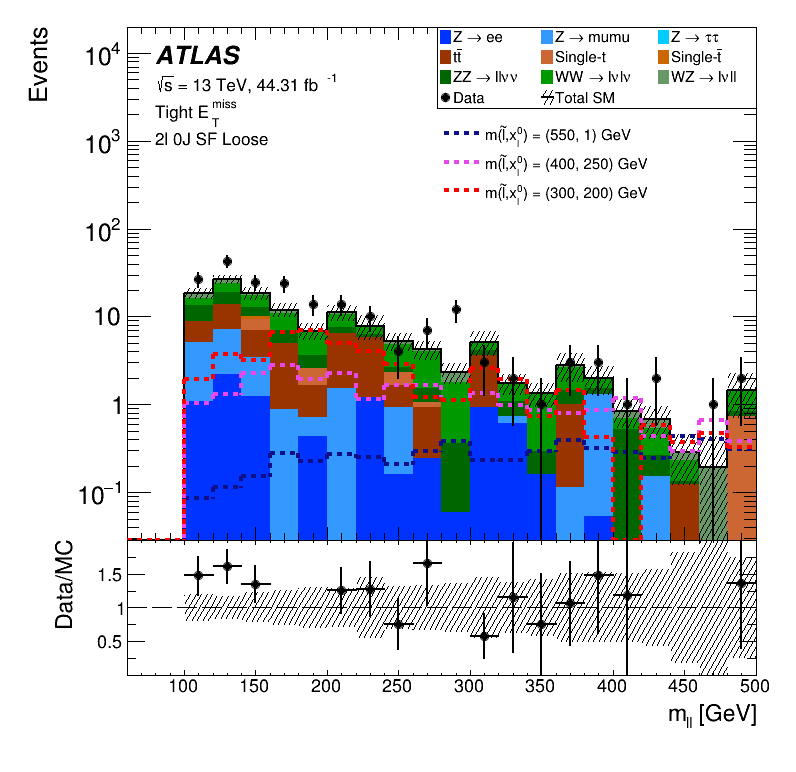 Events
10⁴
10³
10²
10
1
10⁻¹
ATLAS
√s = 13 TeV, 44.31 fb⁻¹
Tight E_T^miss
2l 0J SF Loose
Z → ee
Z → mumu
Z → ττ
tt̄
Single-t
Single-t̄
ZZ → llνν
WW → lνlν
WZ → lνll
Data
Total SM
m(l̃,x̃⁰_l) = (550, 1) GeV
m(l̃,x̃⁰_l) = (400, 250) GeV
m(l̃,x̃⁰_l) = (300, 200) GeV
Data/MC
1.5
1
0.5
100 150 200 250 300 350 400 450 500
m_ll [GeV]